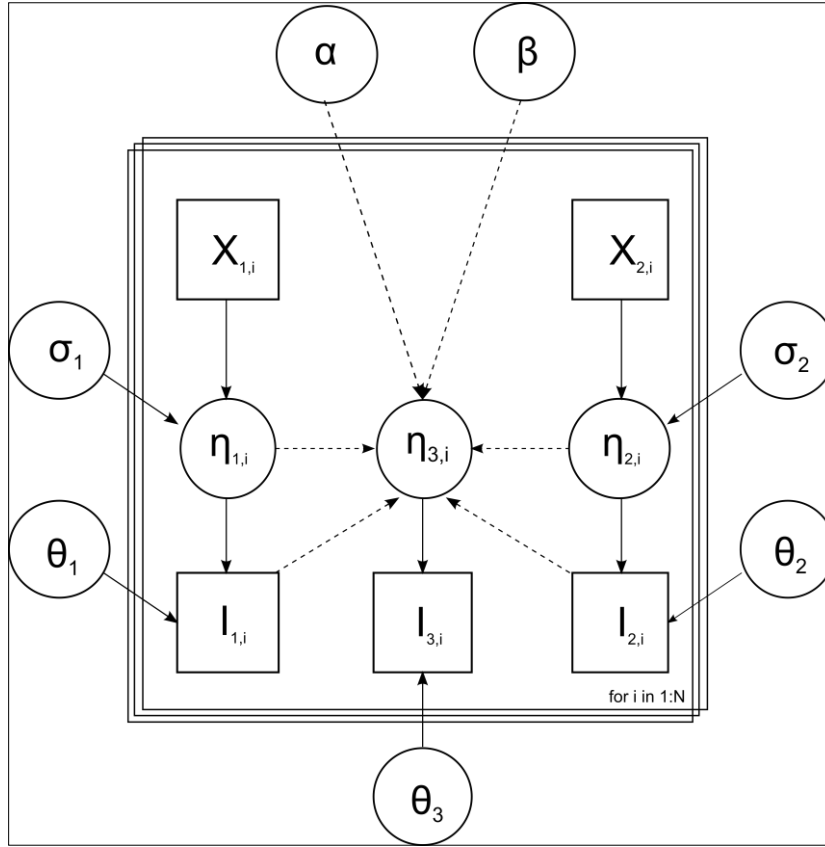 α β
X₁,ᵢ X₂,ᵢ
σ₁ σ₂
η₁,ᵢ η₃,ᵢ η₂,ᵢ
θ₁ θ₂
I₁,ᵢ I₃,ᵢ I₂,ᵢ
for i in 1:N
θ₃